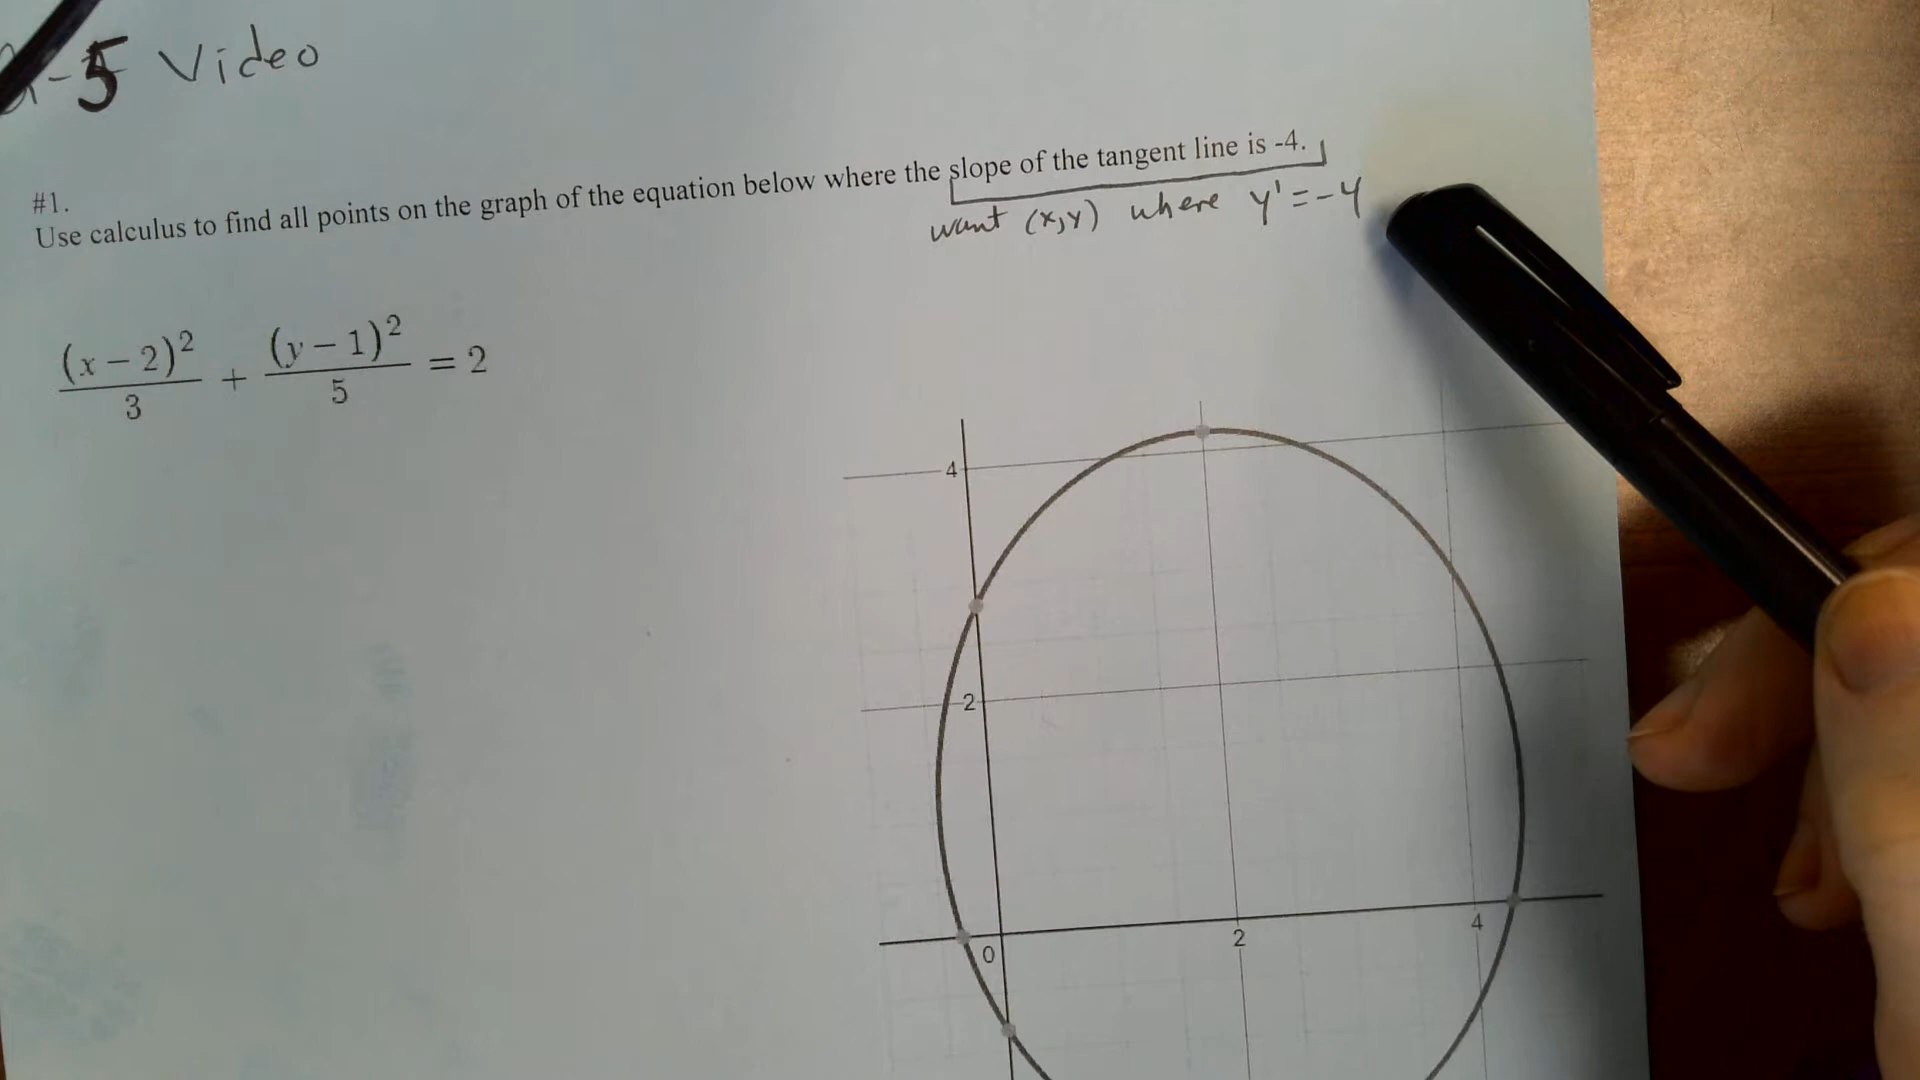 -5 Video
#1.
Use calculus to find all points on the graph of the equation below where the slope of the tangent line is -4.
want (x,y) where y' = -4
(x - 2)² / 3 + (y - 1)² / 5 = 2
4
2
0
2
4